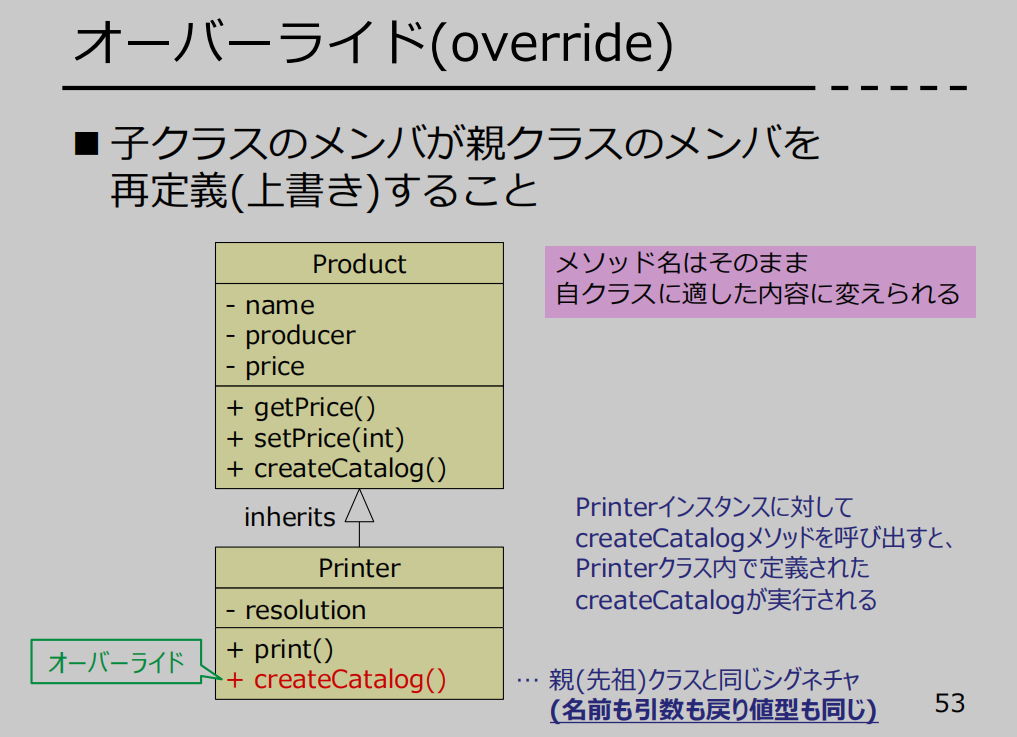 オーバーライド(override)
■ 子クラスのメンバが親クラスのメンバを
再定義(上書き)すること
Product
- name
- producer
- price
+ getPrice()
+ setPrice(int)
+ createCatalog()
メソッド名はそのまま
自クラスに適した内容に変えられる
inherits
Printer
- resolution
+ print()
+ createCatalog()
オーバーライド
Printerインスタンスに対して
createCatalogメソッドを呼び出すと、
Printerクラス内で定義された
createCatalogが実行される
… 親(先祖)クラスと同じシグネチャ
(名前も引数も戻り値型も同じ)
53